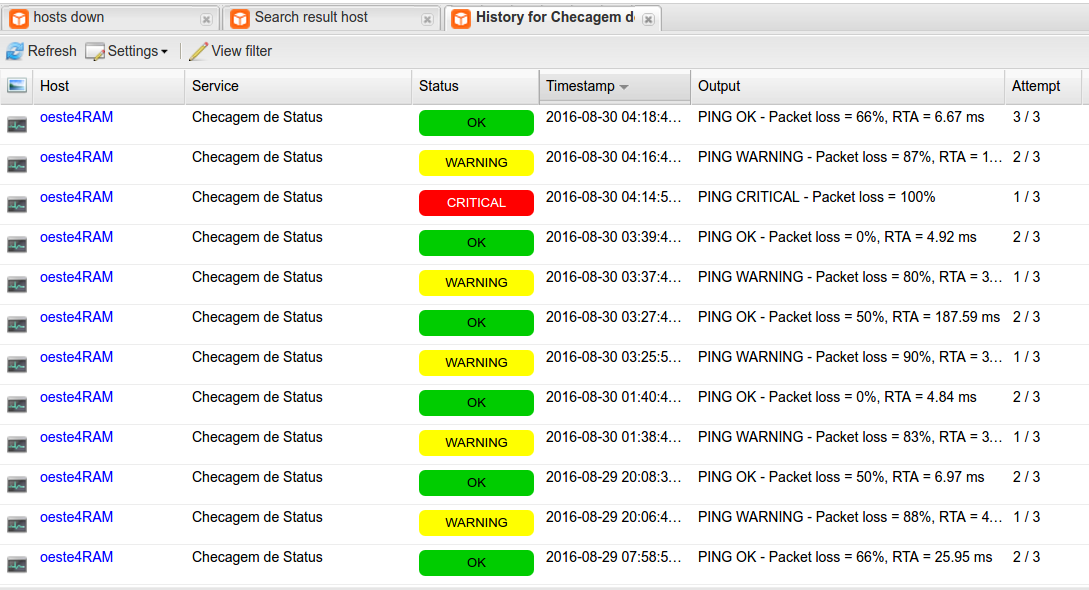 hosts down Search result host History for Checagem d
Refresh Settings View filter
Host Service Status Timestamp Output Attempt
oeste4RAM Checagem de Status OK 2016-08-30 04:18:4... PING OK - Packet loss = 66%, RTA = 6.67 ms 3 / 3
oeste4RAM Checagem de Status WARNING 2016-08-30 04:16:4... PING WARNING - Packet loss = 87%, RTA = 1... 2 / 3
oeste4RAM Checagem de Status CRITICAL 2016-08-30 04:14:5... PING CRITICAL - Packet loss = 100% 1 / 3
oeste4RAM Checagem de Status OK 2016-08-30 03:39:4... PING OK - Packet loss = 0%, RTA = 4.92 ms 2 / 3
oeste4RAM Checagem de Status WARNING 2016-08-30 03:37:4... PING WARNING - Packet loss = 80%, RTA = 3... 1 / 3
oeste4RAM Checagem de Status OK 2016-08-30 03:27:4... PING OK - Packet loss = 50%, RTA = 187.59 ms 2 / 3
oeste4RAM Checagem de Status WARNING 2016-08-30 03:25:5... PING WARNING - Packet loss = 90%, RTA = 3... 1 / 3
oeste4RAM Checagem de Status OK 2016-08-30 01:40:4... PING OK - Packet loss = 0%, RTA = 4.84 ms 2 / 3
oeste4RAM Checagem de Status WARNING 2016-08-30 01:38:4... PING WARNING - Packet loss = 83%, RTA = 3... 1 / 3
oeste4RAM Checagem de Status OK 2016-08-29 20:08:3... PING OK - Packet loss = 50%, RTA = 6.97 ms 2 / 3
oeste4RAM Checagem de Status WARNING 2016-08-29 20:06:4... PING WARNING - Packet loss = 88%, RTA = 4... 1 / 3
oeste4RAM Checagem de Status OK 2016-08-29 07:58:5... PING OK - Packet loss = 66%, RTA = 25.95 ms 2 / 3